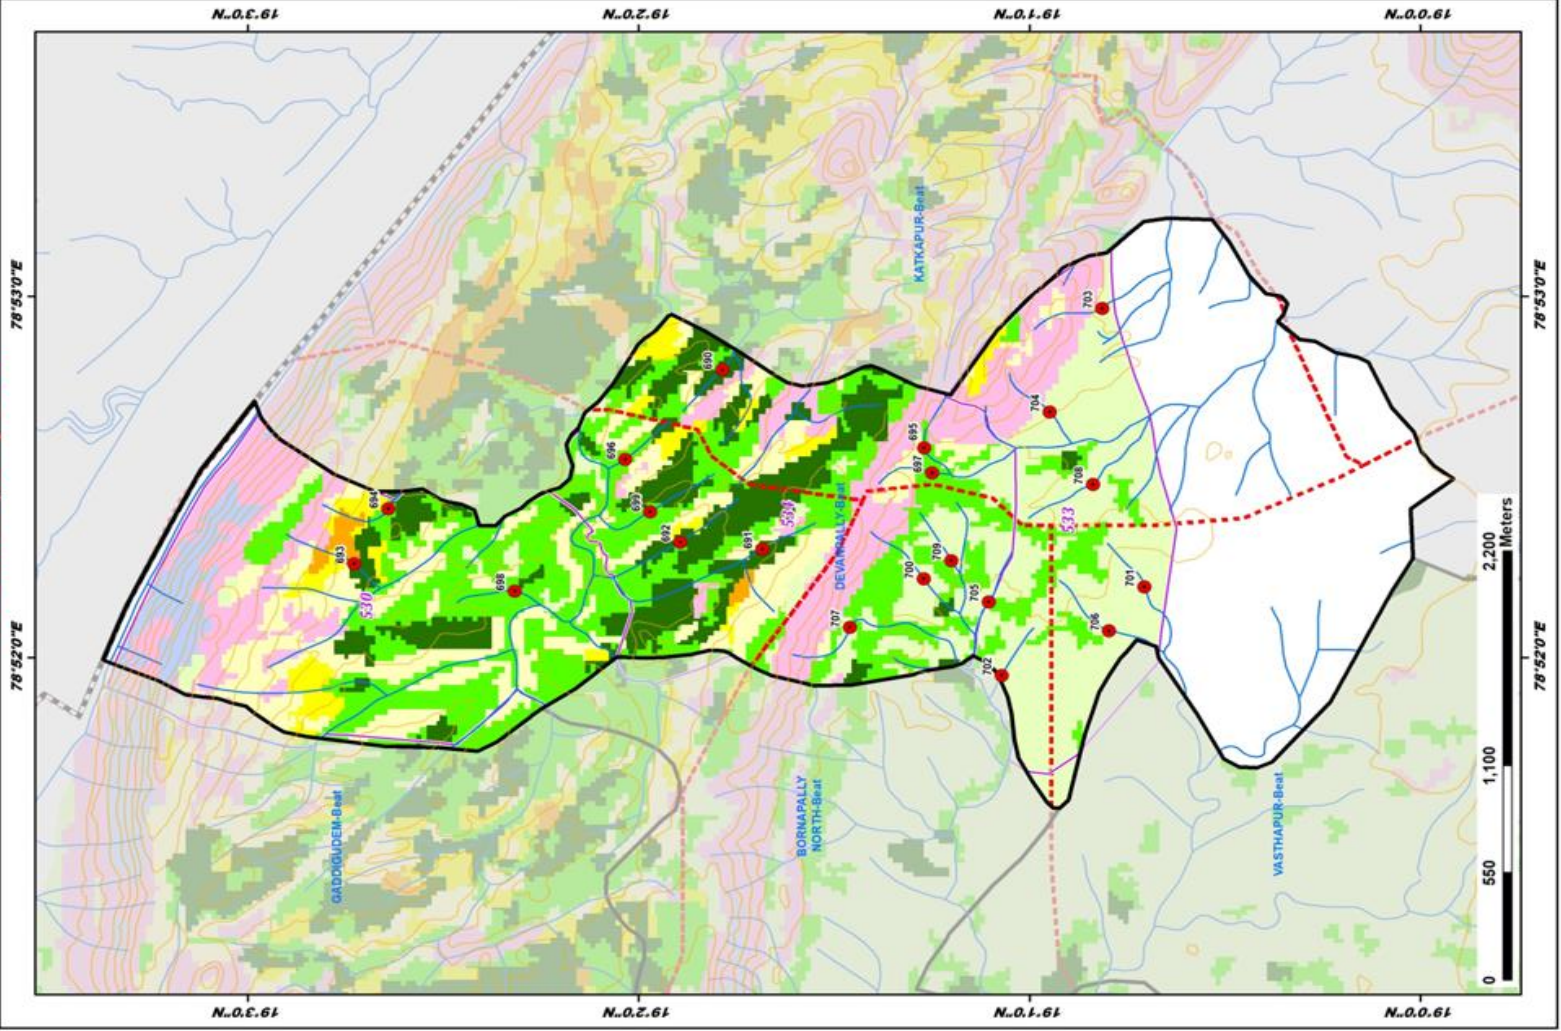 19°3'0"N
19°2'0"N
19°1'0"N
19°0'0"N
78°53'0"E
78°53'0"E
78°52'0"E
78°52'0"E
KATKAPUR-Beat
703
690
704
695
696
697
708
694
699
533
692
691
693
DEVANPALLY-Beat
709
700
698
530
701
705
707
706
702
GADDIGUDEM-Beat
BORNAPALLY
NORTH-Beat
VASTHAPUR-Beat
0
550
1,100
2,200
Meters
19°3'0"N
19°2'0"N
19°1'0"N
19°0'0"N